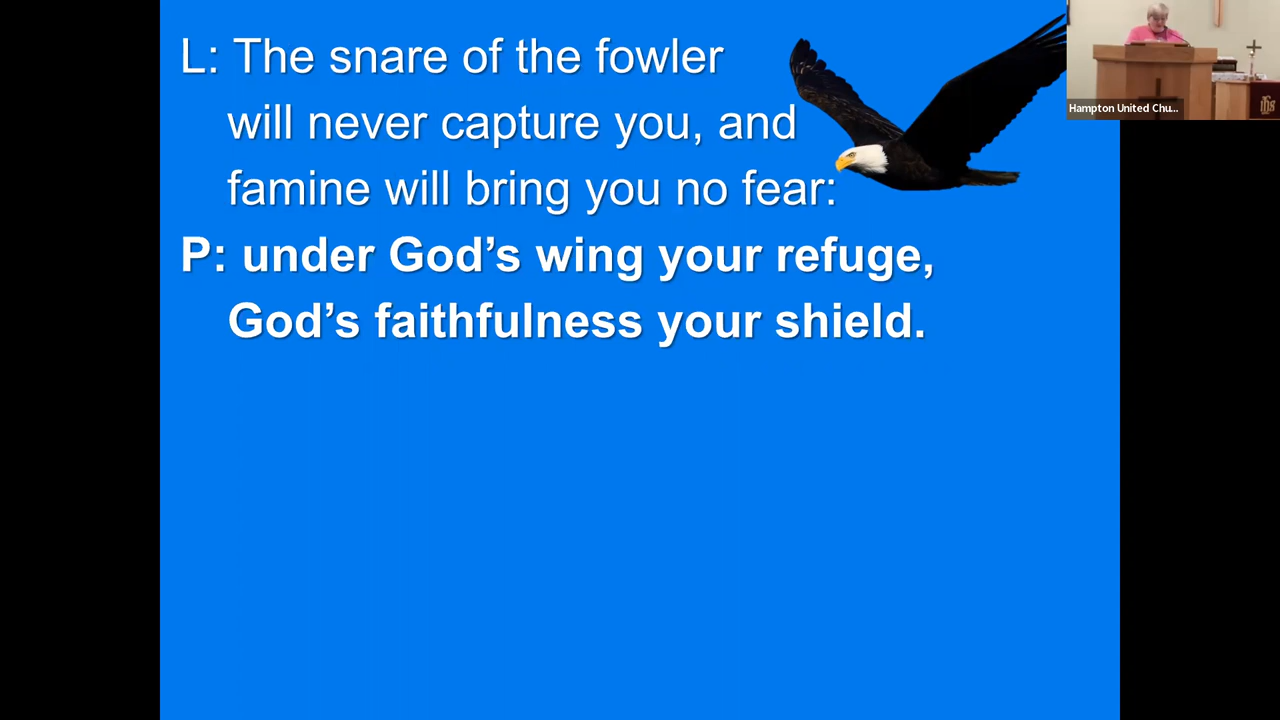 L: The snare of the fowler
will never capture you, and
famine will bring you no fear:
P: under God’s wing your refuge,
God’s faithfulness your shield.
Hampton United Chu...
ihs